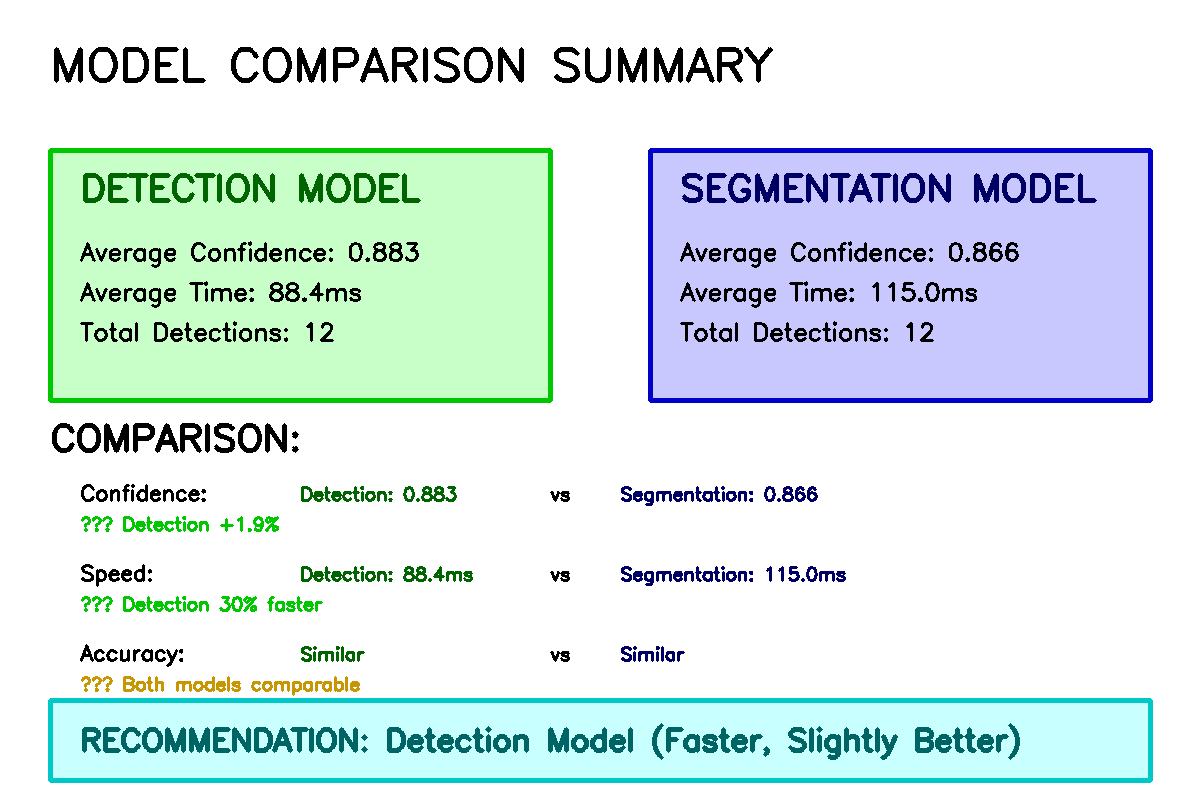 MODEL COMPARISON SUMMARY
DETECTION MODEL
Average Confidence: 0.883
Average Time: 88.4ms
Total Detections: 12
SEGMENTATION MODEL
Average Confidence: 0.866
Average Time: 115.0ms
Total Detections: 12
COMPARISON:
Confidence: Detection: 0.883 vs Segmentation: 0.866
??? Detection +1.9%
Speed: Detection: 88.4ms vs Segmentation: 115.0ms
??? Detection 30% faster
Accuracy: Similar vs Similar
??? Both models comparable
RECOMMENDATION: Detection Model (Faster, Slightly Better)